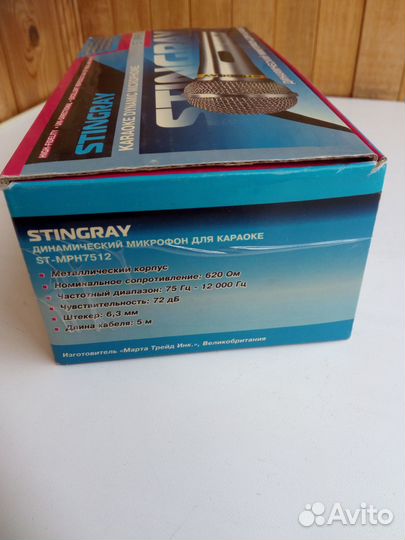 STINGRAY
STINGRAY
KARAOKE DYNAMIC MICROPHONE
STINGRAY
ДИНАМИЧЕСКИЙ МИКРОФОН ДЛЯ КАРАОКЕ
ST-MPH7512
• Металлический корпус
• Номинальное сопротивление: 620 Ом
• Частотный диапазон: 75 Гц - 12 000 Гц
• Чувствительность: 72 дБ
• Штекер: 6,3 мм
• Длина кабеля: 5 м
Изготовитель «Марта Трейд Инк.», Великобритания
Avito